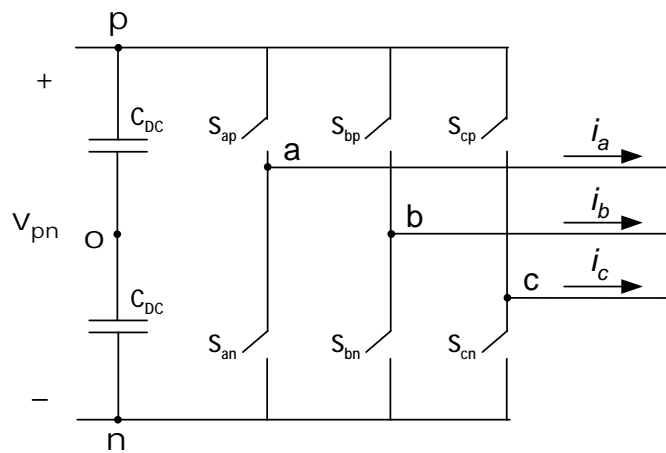 p
+
C_DC
S_ap
S_bp
S_cp
i_a
a
i_b
b
V_pn
o
i_c
c
C_DC
S_an
S_bn
S_cn
−
n